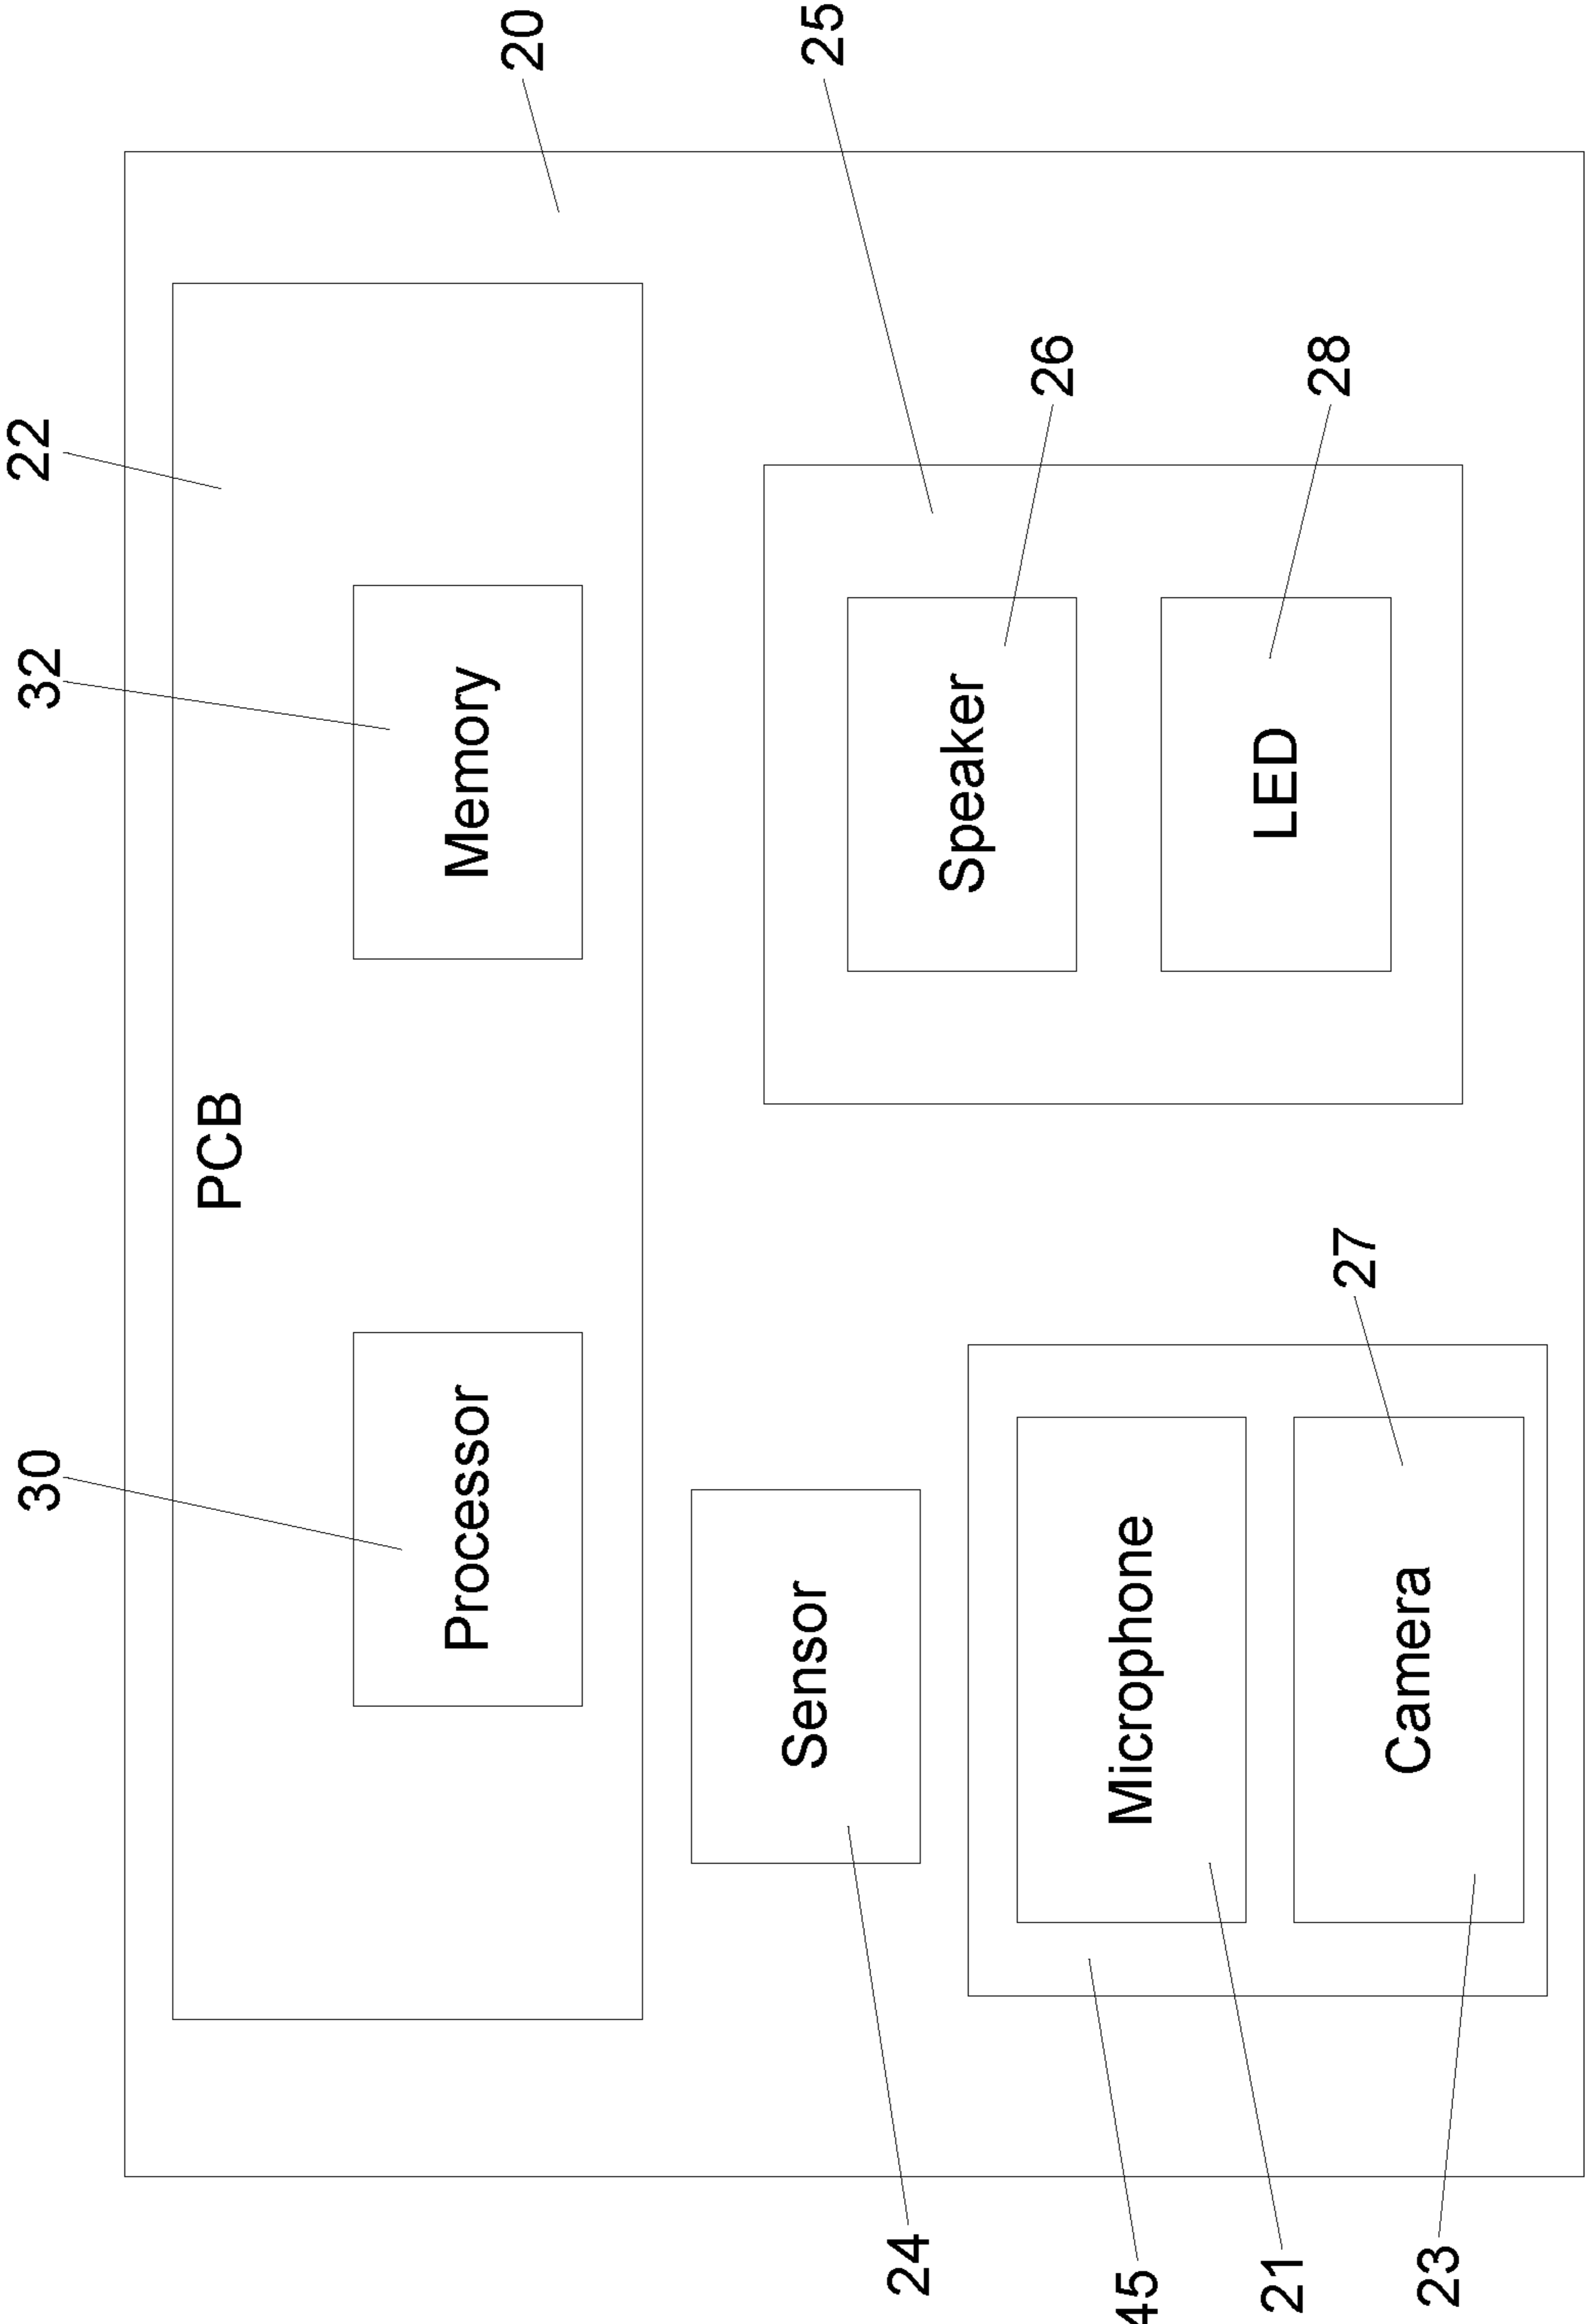 30
32
22
PCB
Processor
Memory
20
Sensor
25
24
Speaker
26
45
Microphone
LED
21
28
27
Camera
23